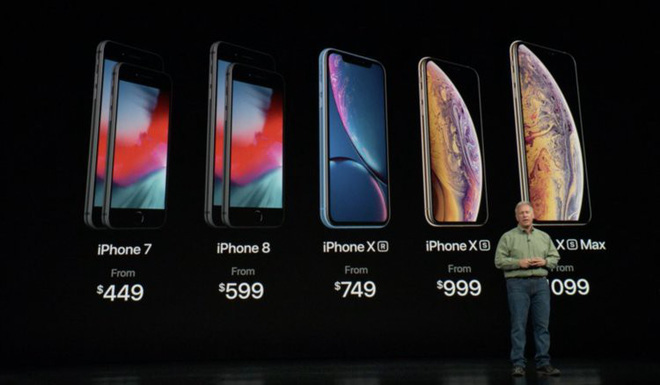 iPhone 7
From
$449
iPhone 8
From
$599
iPhone XR
From
$749
iPhone XS
From
$999
XS Max
From
099